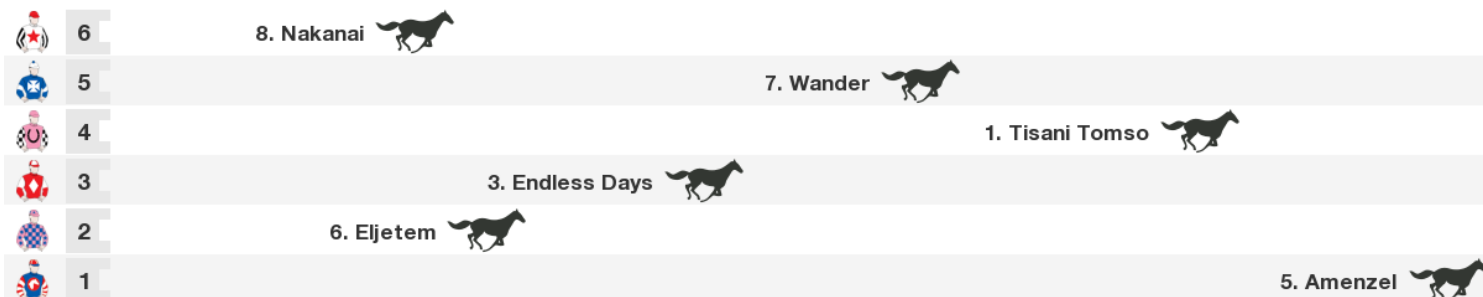 6 8. Nakanai
5 7. Wander
4 1. Tisani Tomso
3 3. Endless Days
2 6. Eljetem
1 5. Amenzel